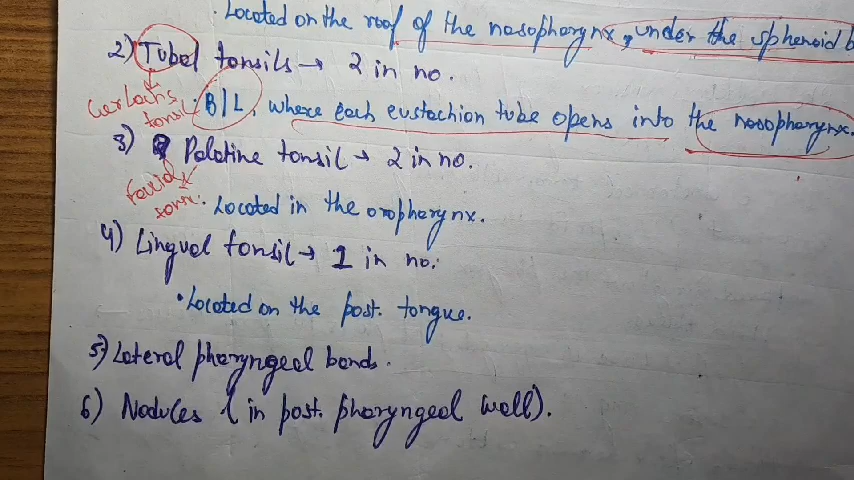 · Located on the roof of the nasopharynx, under the sphenoid b
2) Tubal tonsils → 2 in no.
Gerlach's tonsil
· B/L, where each eustachian tube opens into the nasopharynx.
3) Palatine tonsil → 2 in no.
Faucial tonsi
· Located in the oropharynx.
4) Lingual tonsil → 1 in no.
· Located on the post. tongue.
5) Lateral pharyngeal bands.
6) Nodules (in post. pharyngeal wall).